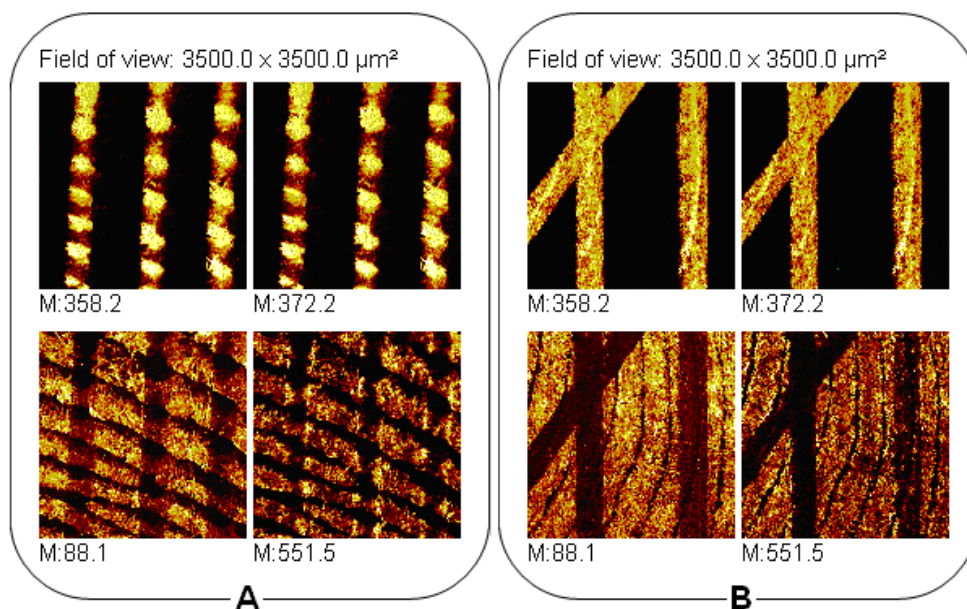 Field of view: 3500.0 x 3500.0 µm²
M:358.2 M:372.2
M:88.1 M:551.5
A
Field of view: 3500.0 x 3500.0 µm²
M:358.2 M:372.2
M:88.1 M:551.5
B